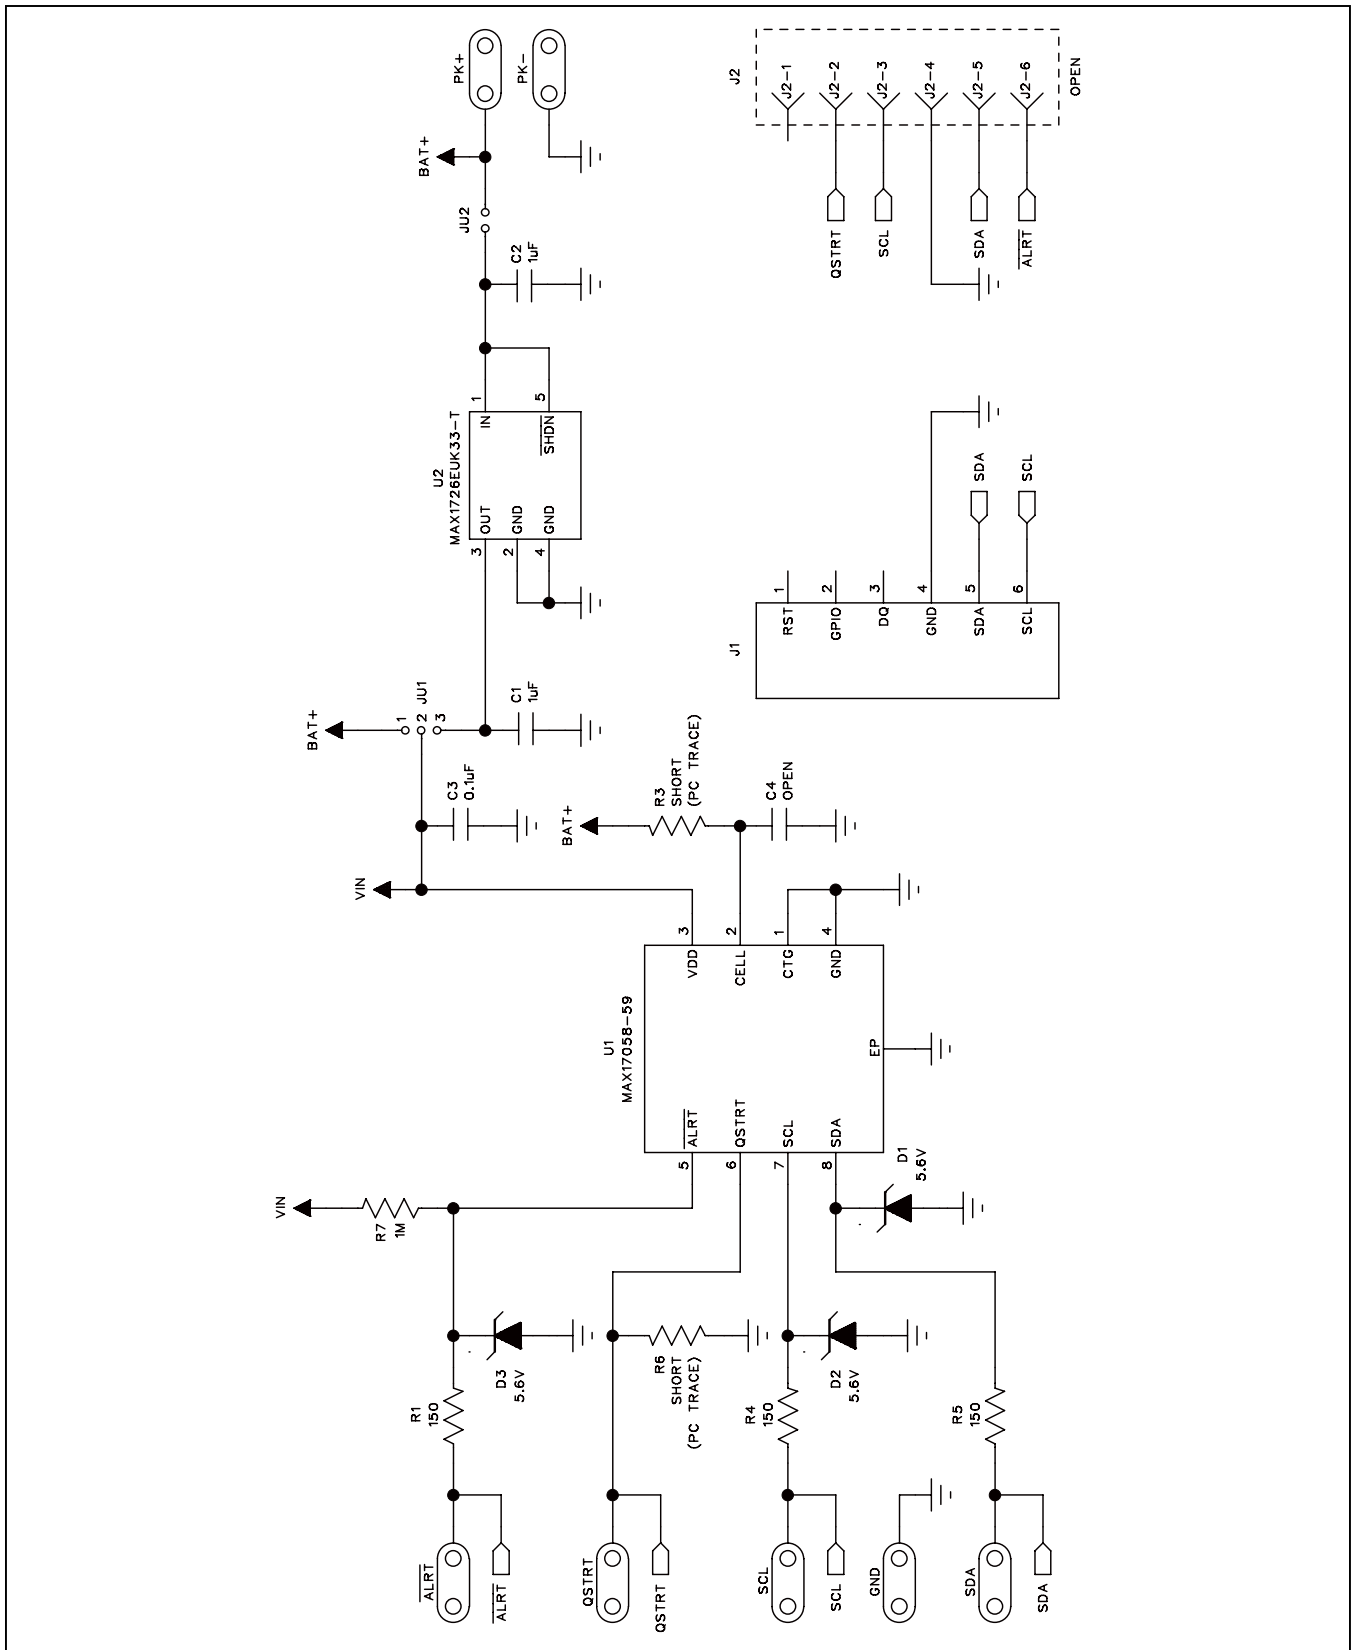 ALRT
ALRT
QSTRT
QSTRT
SCL
SCL
GND
SDA
SDA
R1
150
D3
5.6V
R7
1M
VIN
R6
SHORT
(PC TRACE)
R4
150
D2
5.6V
R5
150
D1
5.6V
U1
MAX17058-59
5
ALRT
6
QSTRT
7
SCL
8
SDA
EP
VDD
3
CELL
2
CTG
1
GND
4
VIN
C3
0.1uF
BAT+
1
2
3
JU1
C1
1uF
BAT+
R3
SHORT
(PC TRACE)
C4
OPEN
U2
MAX1726EUK33-T
3
OUT
2
GND
4
GND
IN
1
SHDN
5
C2
1uF
JU2
BAT+
PK+
PK-
J1
RST
1
GPIO
2
DQ
3
GND
4
SDA
5
SCL
6
SDA
SCL
J2
J2-1
J2-2
J2-3
J2-4
J2-5
J2-6
OPEN
QSTRT
SCL
SDA
ALRT